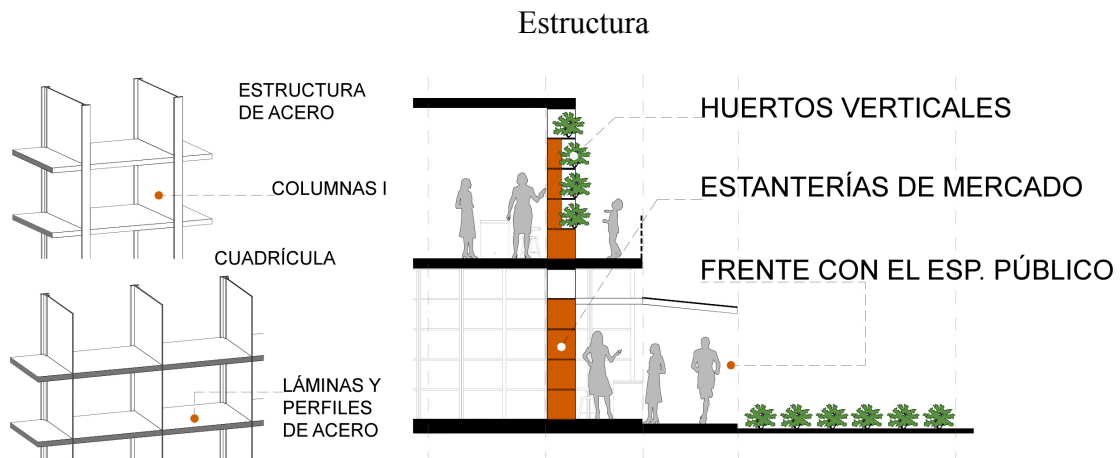 Estructura
ESTRUCTURA
DE ACERO
COLUMNAS I
CUADRÍCULA
LÁMINAS Y
PERFILES
DE ACERO
HUERTOS VERTICALES
ESTANTERÍAS DE MERCADO
FRENTE CON EL ESP. PÚBLICO